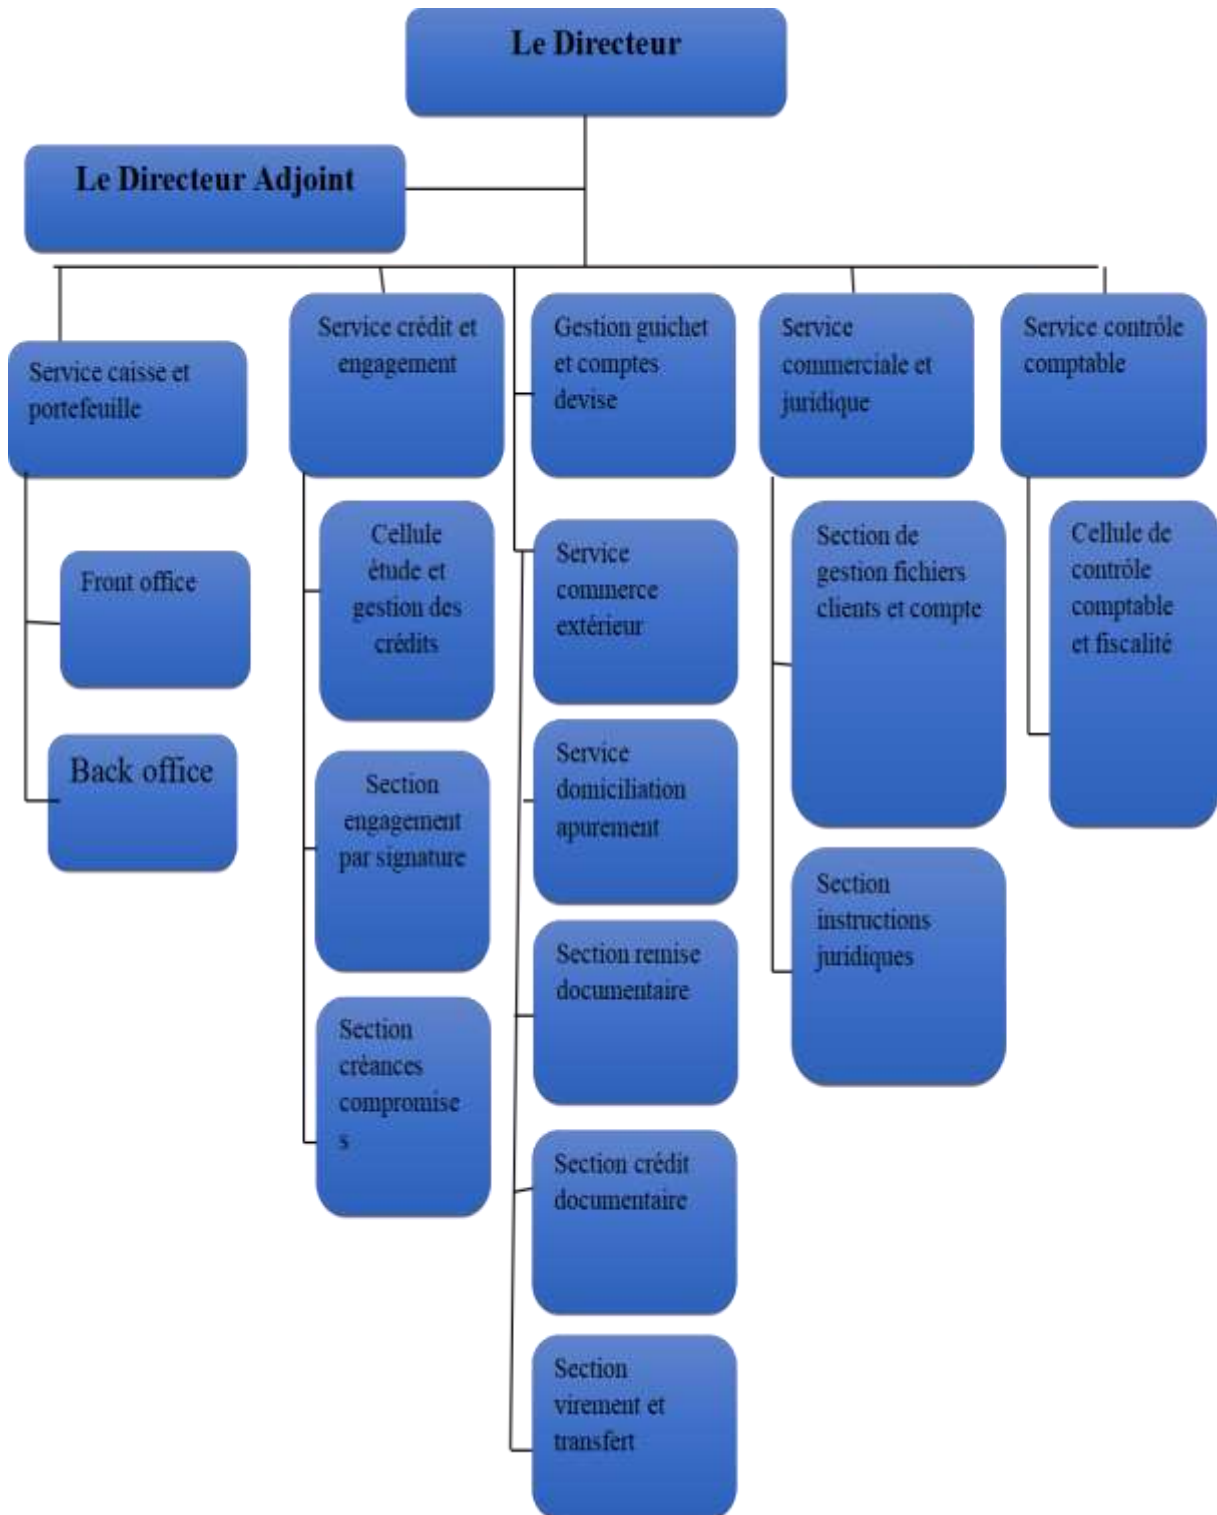 Le Directeur
Le Directeur Adjoint
Service caisse et
portefeuille
Front office
Back office
Service crédit et
engagement
Cellule
étude et
gestion des
crédits
Section
engagement
par signature
Section
créances
compromise
s
Gestion guichet
et comptes
devise
Service
commerce
extérieur
Service
domiciliation
apurement
Section remise
documentaire
Section crédit
documentaire
Section
virement et
transfert
Service
commerciale et
juridique
Section de
gestion fichiers
clients et compte
Section
instructions
juridiques
Service contrôle
comptable
Cellule de
contrôle
comptable
et fiscalité